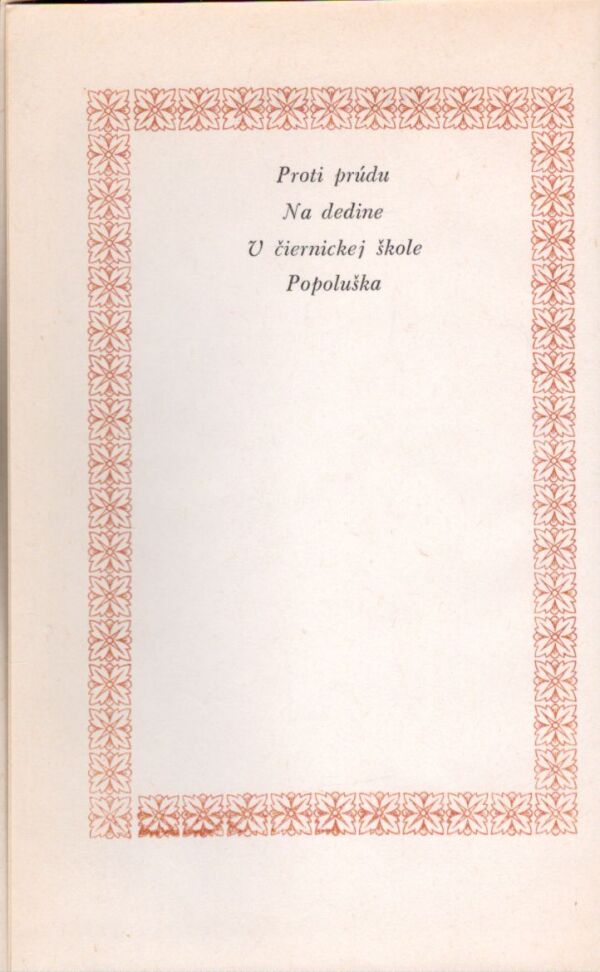 Proti prúdu
Na dedine
V čiernickej škole
Popoluška